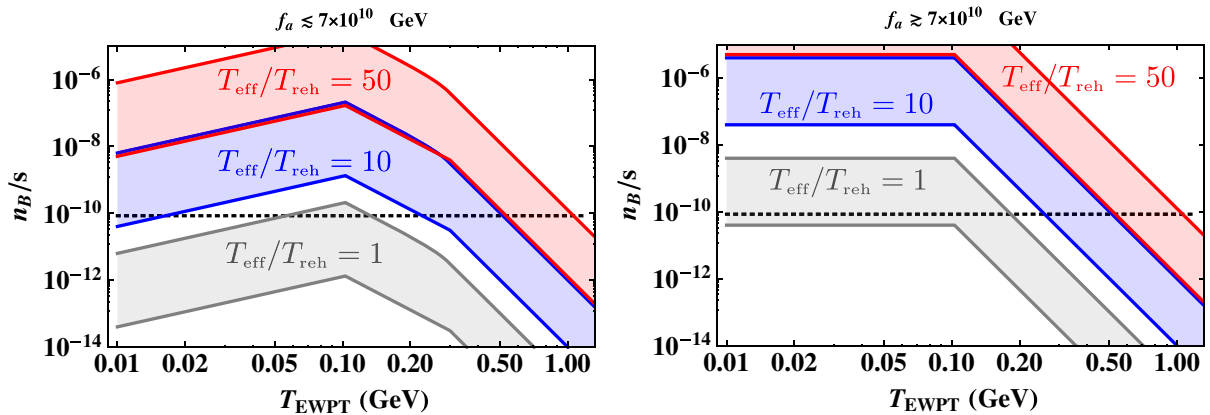 f_a ≲ 7×10^10 GeV
n_B/s
10^-6
10^-8
10^-10
10^-12
10^-14
T_eff/T_reh = 50
T_eff/T_reh = 10
T_eff/T_reh = 1
0.01 0.05 0.10 0.20 0.50 1.00
T_EWPT (GeV)
f_a ≳ 7×10^10 GeV
n_B/s
10^-6
10^-8
10^-10
10^-12
10^-14
T_eff/T_reh = 50
T_eff/T_reh = 10
T_eff/T_reh = 1
0.01 0.05 0.10 0.20 0.50 1.00
T_EWPT (GeV)